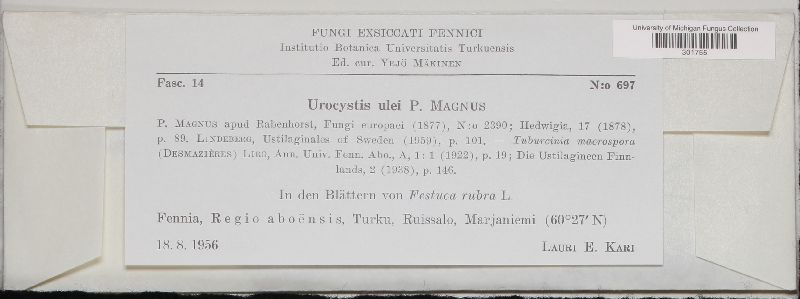 FUNGI EXSICCATI FENNICI
Institutio Botanica Universitatis Turkuensis
Ed. cur. YRJÖ MÄKINEN
University of Michigan Fungus Collection
Fasc. 14 N:o 697
Urocystis ulei P. MAGNUS
P. MAGNUS apud Rabenhorst, Fungi europaei (1877), N:o 2390; Hedwigia, 17 (1878),
p. 89. LINDEBERG, Ustilaginales of Sweden (1959), p. 101. — Tuburcinia macrospora
(DESMAZIÈRES) LIRO, Ann. Univ. Fenn. Abo., A, 1: 1 (1922), p. 19; Die Ustilagineen Finn-
lands, 2 (1938), p. 146.
In den Blättern von Festuca rubra L.
Fennia, Regio aboënsis, Turku, Ruissalo, Marjaniemi (60°27′ N)
18. 8. 1956 LAURI E. KARI